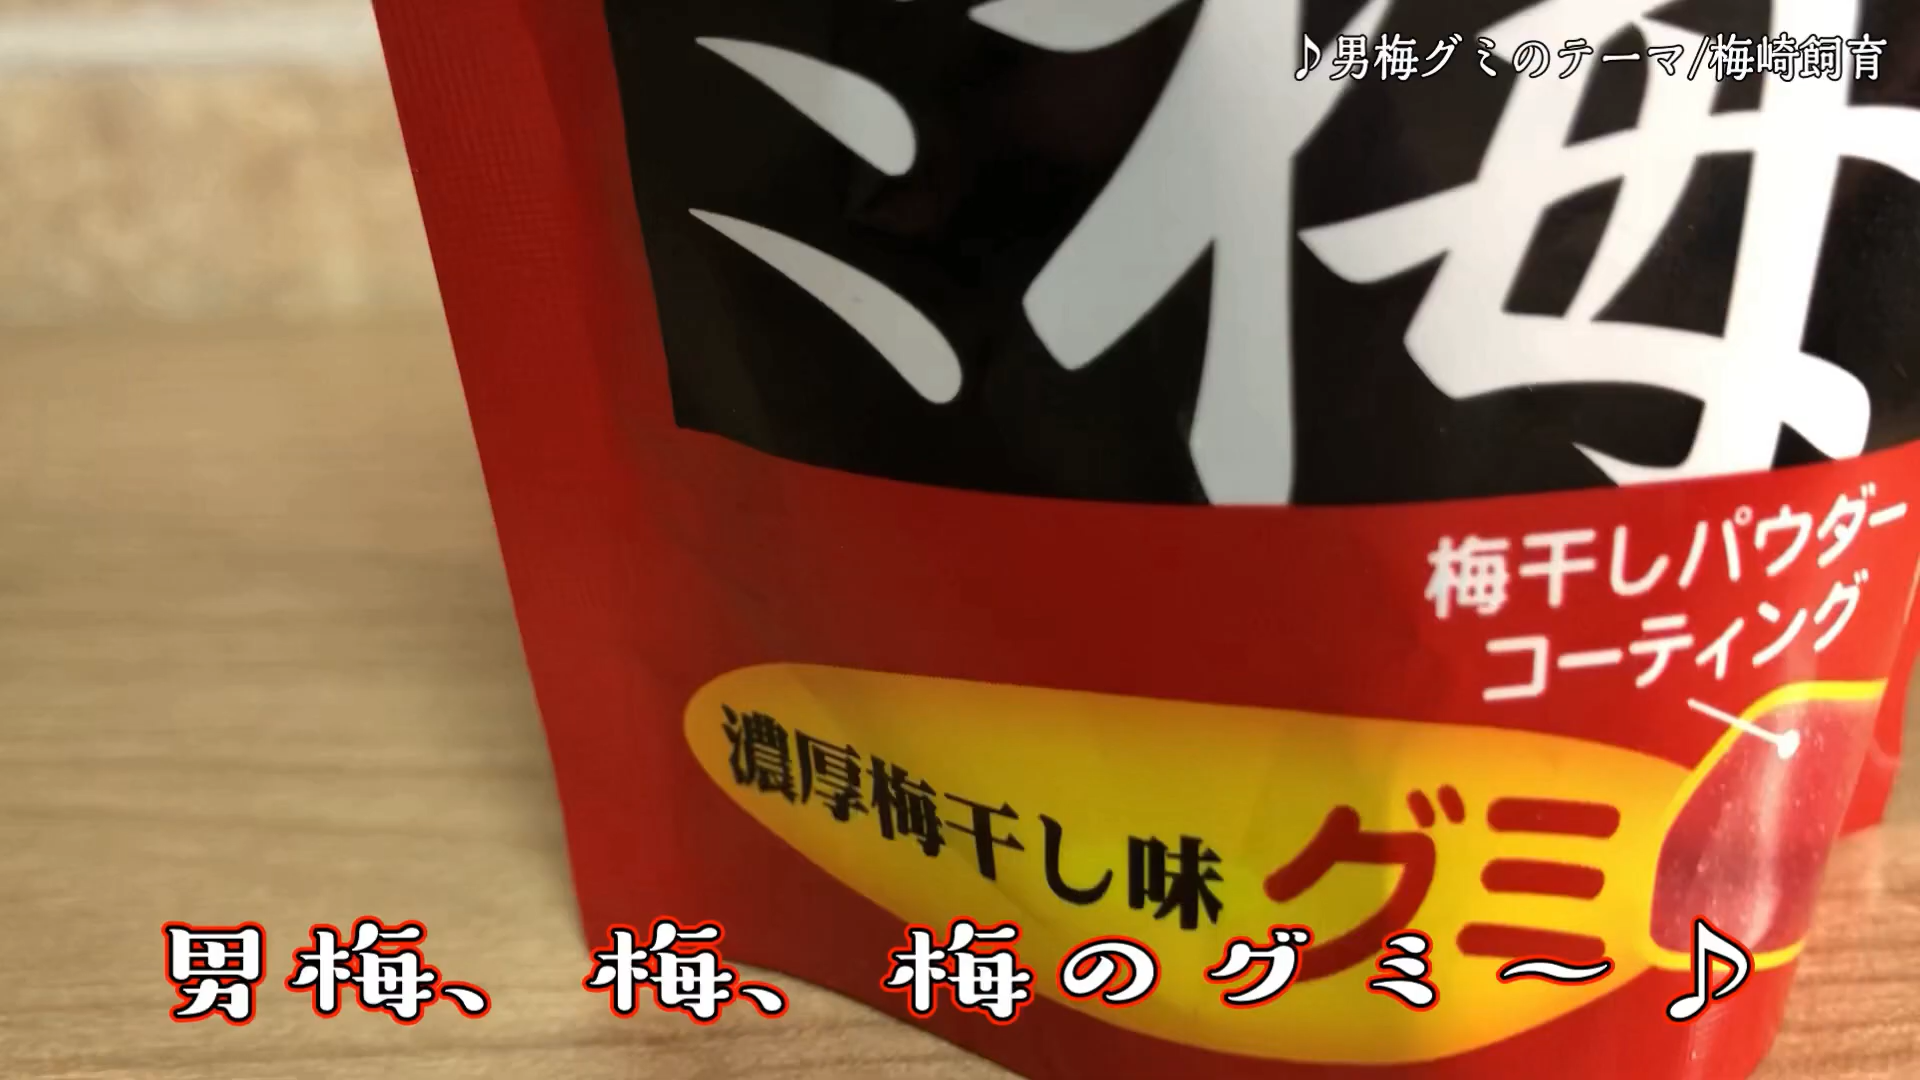 ♪男梅グミのテーマ/梅崎飼育
梅
梅干しパウダー
コーティング
濃厚梅干し味グミ
男梅、梅、梅のグミ〜♪